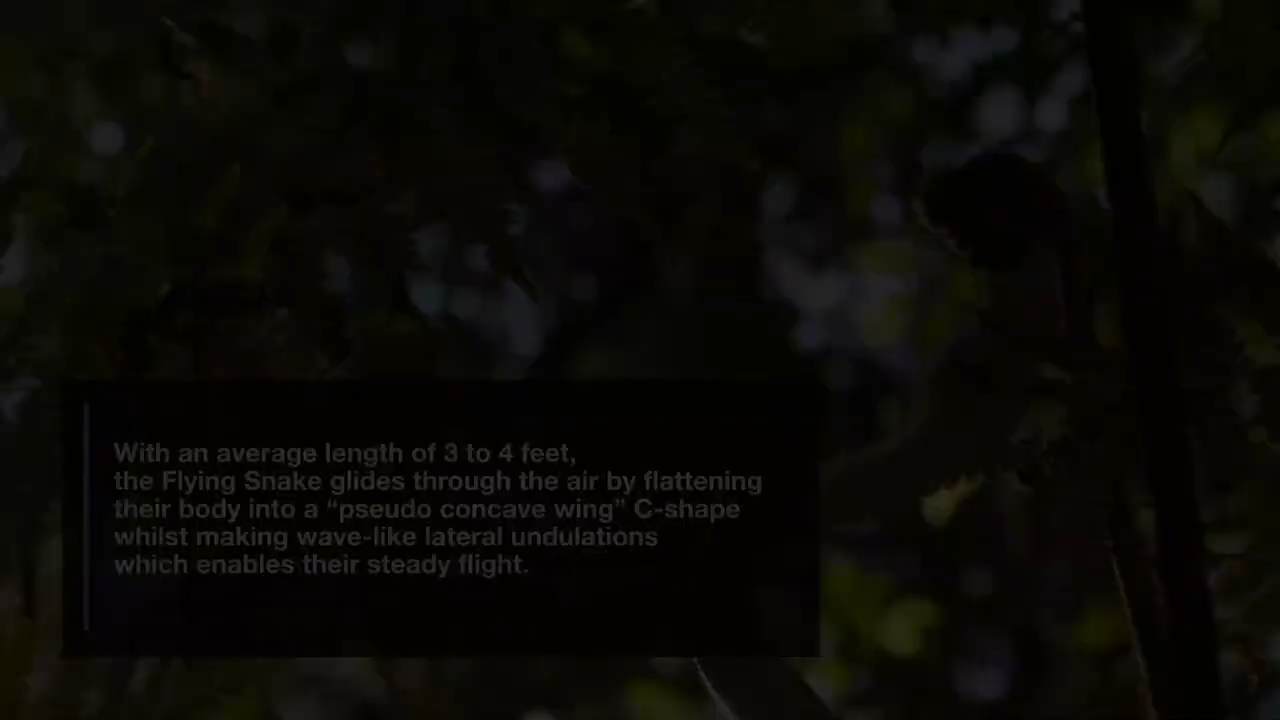 With an average length of 3 to 4 feet,
the Flying Snake glides through the air by flattening
their body into a “pseudo concave wing” C-shape
whilst making wave-like lateral undulations
which enables their steady flight.